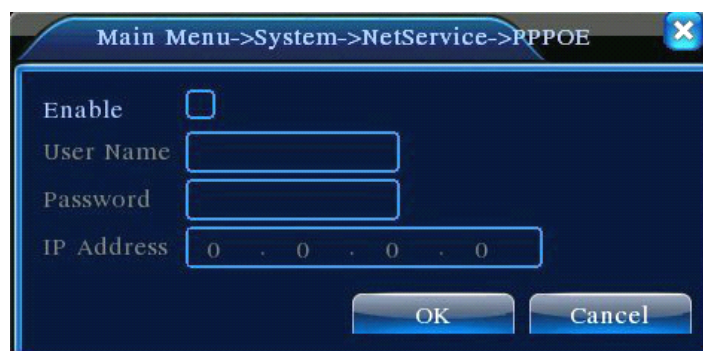 Main Menu->System->NetService->PPPOE
Enable
User Name
Password
IP Address 0 . 0 . 0 . 0
OK Cancel